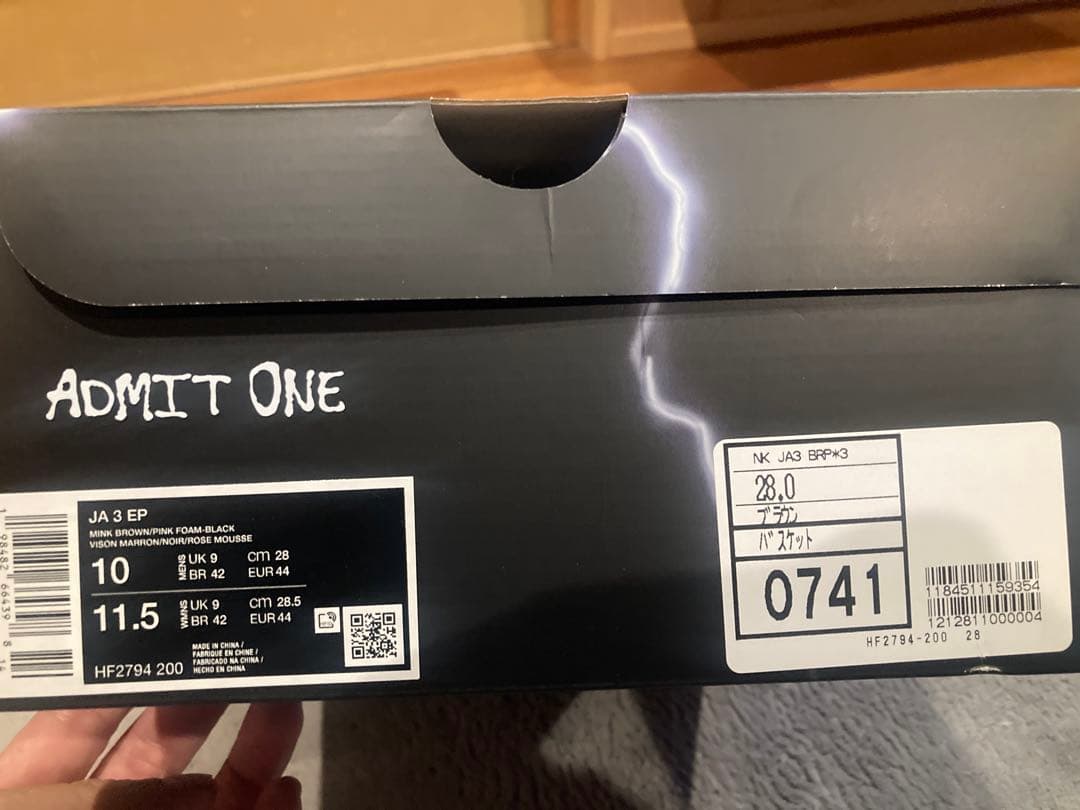 ADMIT ONE
JA 3 EP
MINK BROWN/PINK FOAM-BLACK
VISON MARRON/NOIR/ROSE MOUSSE
10 MENS UK 9 cm 28
BR 42 EUR 44
11.5 WMNS UK 9 cm 28.5
BR 42 EUR 44
MADE IN CHINA /
FABRIQUE EN CHINE /
FABRICADO NA CHINA /
HECHO EN CHINA
HF2794 200
NK JA3 BRP*3
28.0
ブラウン
バスケット
0741
1184511159354
1212811000004
HF2794-200 28